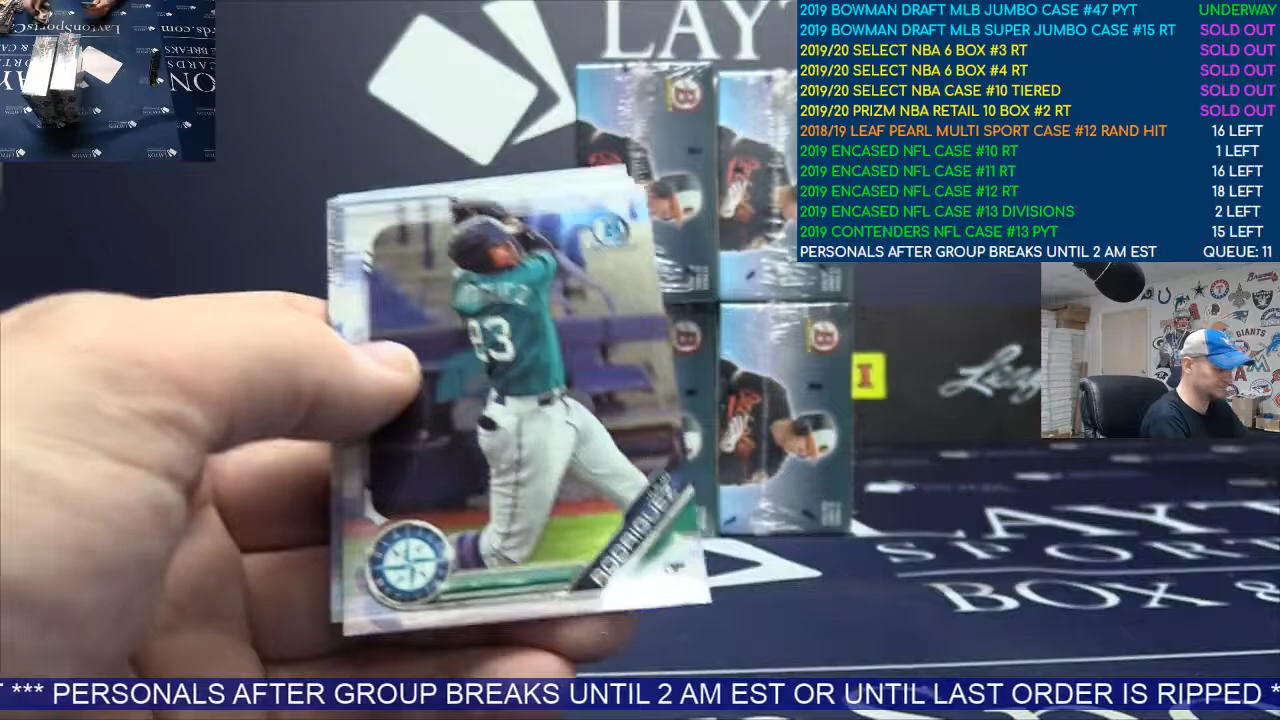 2019 BOWMAN DRAFT MLB JUMBO CASE #47 PYT UNDERWAY
2019 BOWMAN DRAFT MLB SUPER JUMBO CASE #15 RT SOLD OUT
2019/20 SELECT NBA 6 BOX #3 RT SOLD OUT
2019/20 SELECT NBA 6 BOX #4 RT SOLD OUT
2019/20 SELECT NBA CASE #10 TIERED SOLD OUT
2019/20 PRIZM NBA RETAIL 10 BOX #2 RT SOLD OUT
2018/19 LEAF PEARL MULTI SPORT CASE #12 RAND HIT 16 LEFT
2019 ENCASED NFL CASE #10 RT 1 LEFT
2019 ENCASED NFL CASE #11 RT 16 LEFT
2019 ENCASED NFL CASE #12 RT 18 LEFT
2019 ENCASED NFL CASE #13 DIVISIONS 2 LEFT
2019 CONTENDERS NFL CASE #13 PYT 15 LEFT
PERSONALS AFTER GROUP BREAKS UNTIL 2 AM EST QUEUE: 11
LAYT
GIANTS
B
B
B
I
Leaf
RODRIGUEZ
LAYT
SPORT
BOX &
T *** PERSONALS AFTER GROUP BREAKS UNTIL 2 AM EST OR UNTIL LAST ORDER IS RIPPED *